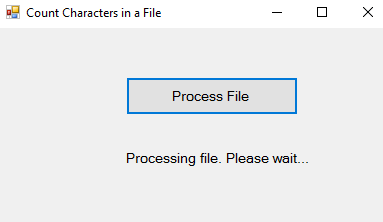 Count Characters in a File
Process File
Processing file. Please wait...